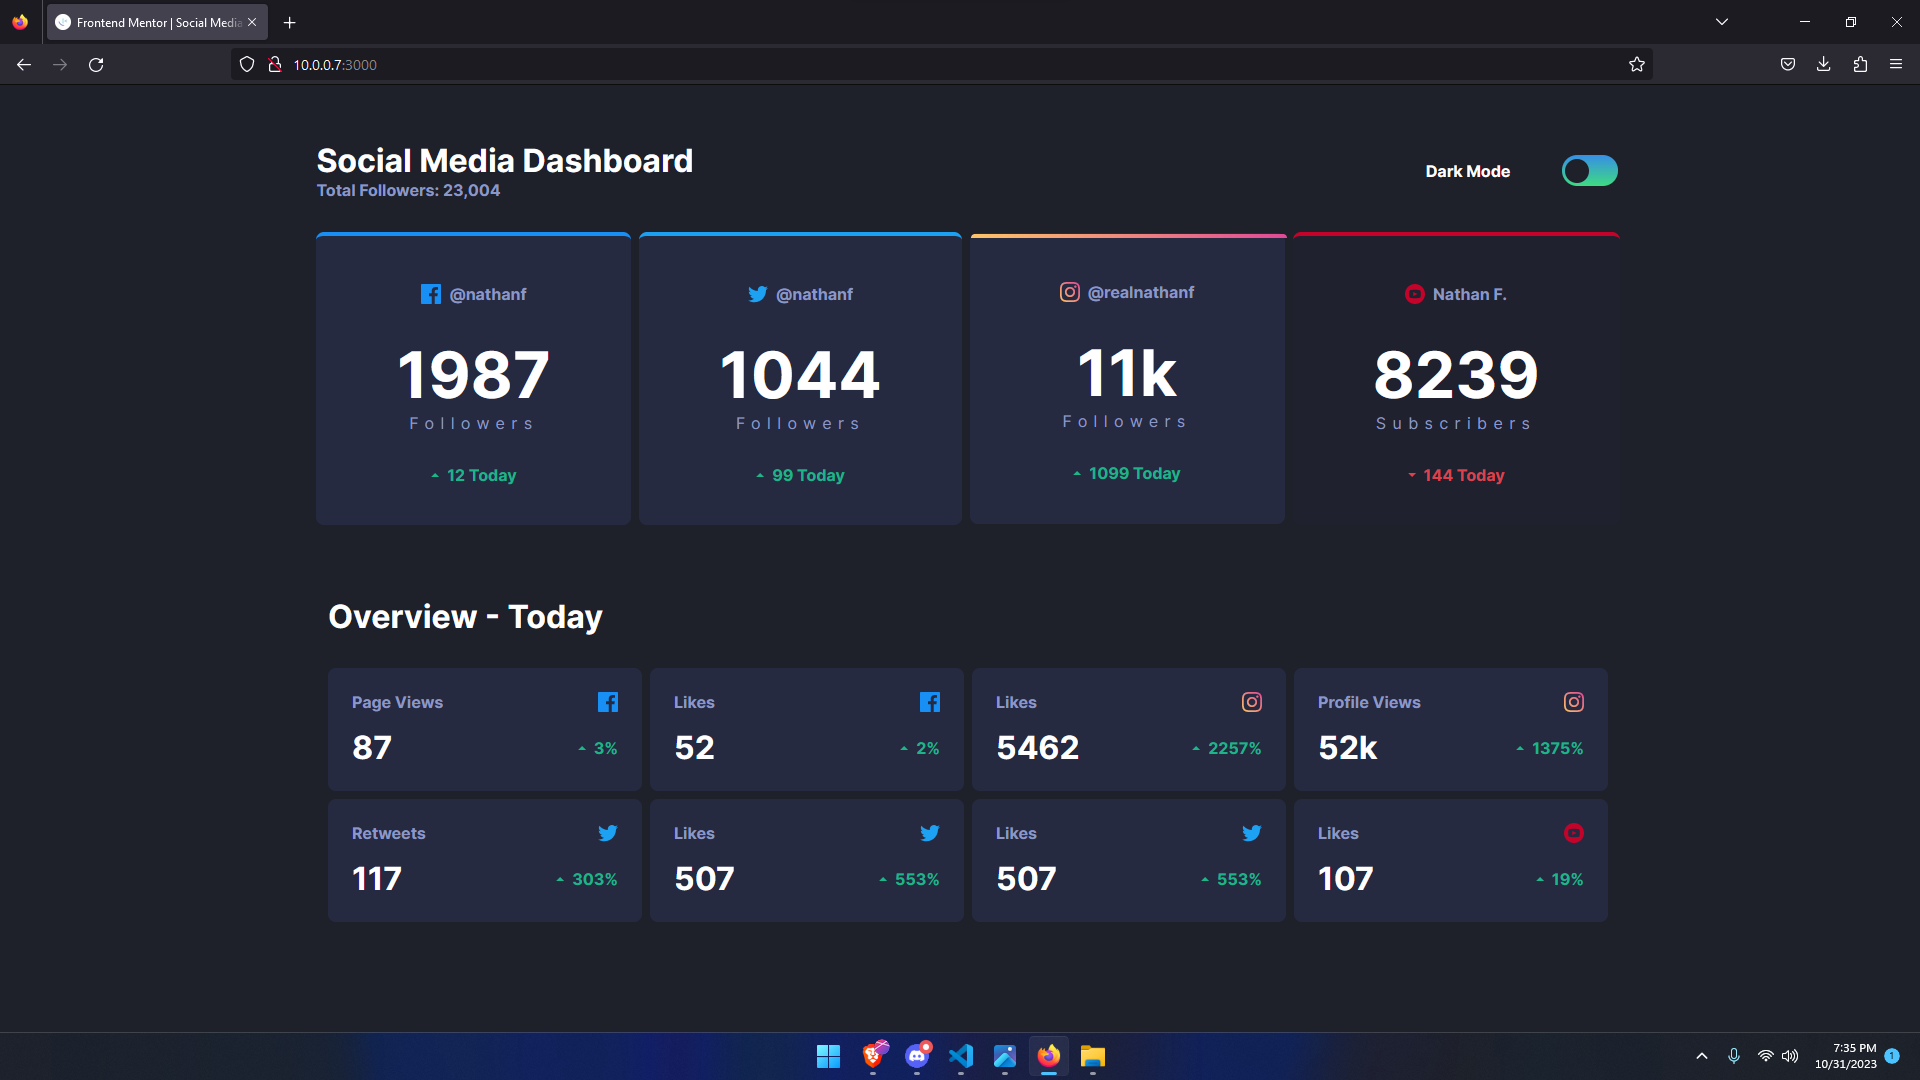 Frontend Mentor | Social Media
10.0.0.7:3000
Social Media Dashboard
Total Followers: 23,004
Dark Mode
@nathanf
1987
Followers
12 Today
@nathanf
1044
Followers
99 Today
@realnathanf
11k
Followers
1099 Today
Nathan F.
8239
Subscribers
144 Today
Overview - Today
Page Views
87
3%
Likes
52
2%
Likes
5462
2257%
Profile Views
52k
1375%
Retweets
117
303%
Likes
507
553%
Likes
507
553%
Likes
107
19%
7:35 PM
10/31/2023
1